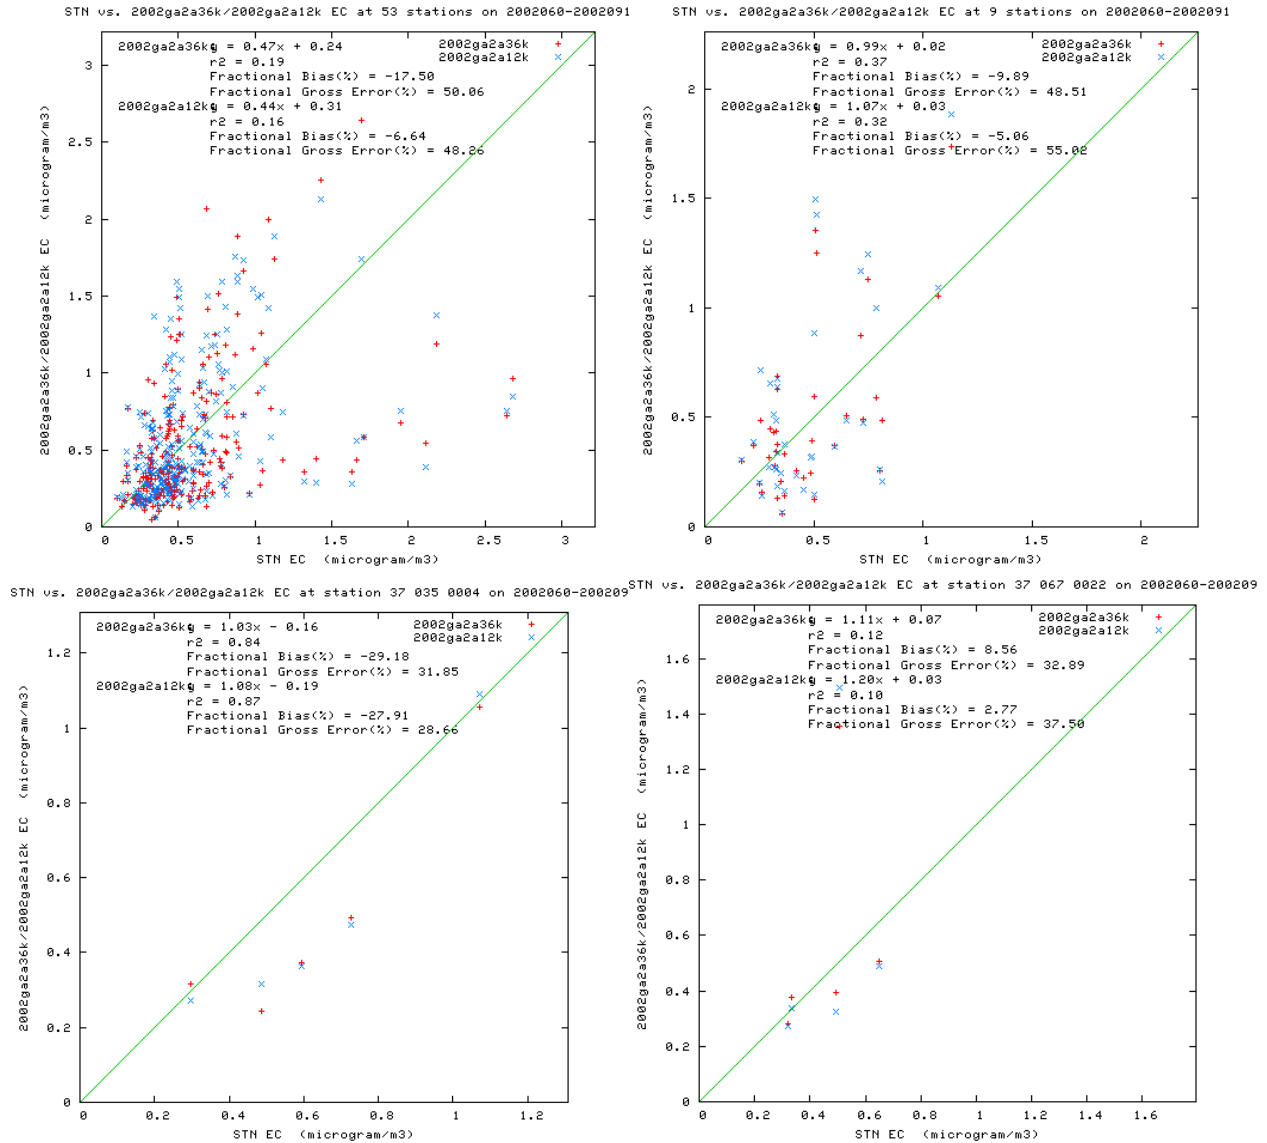 STN vs. 2002ga2a36k/2002ga2a12k EC at 53 stations on 2002060-2002091
2002ga2a36k
y = 0.47x + 0.24
r2 = 0.19
Fractional Bias(%) = -17.50
Fractional Gross Error(%) = 50.06
2002ga2a12k
y = 0.44x + 0.31
r2 = 0.16
Fractional Bias(%) = -6.64
Fractional Gross Error(%) = 48.26
2002ga2a36k
2002ga2a12k
2002ga2a36k/2002ga2a12k EC (microgram/m3)
3
2.5
2
1.5
1
0.5
0
0 0.5 1 1.5 2 2.5 3
STN EC (microgram/m3)
STN vs. 2002ga2a36k/2002ga2a12k EC at 9 stations on 2002060-2002091
2002ga2a36k
y = 0.99x + 0.02
r2 = 0.37
Fractional Bias(%) = -9.89
Fractional Gross Error(%) = 48.51
2002ga2a12k
y = 1.07x + 0.03
r2 = 0.32
Fractional Bias(%) = -5.06
Fractional Gross Error(%) = 55.02
2002ga2a36k
2002ga2a12k
2002ga2a36k/2002ga2a12k EC (microgram/m3)
2
1.5
1
0.5
0
0 0.5 1 1.5 2
STN EC (microgram/m3)
STN vs. 2002ga2a36k/2002ga2a12k EC at station 37 035 0004 on 2002060-200209
2002ga2a36k
y = 1.03x - 0.16
r2 = 0.84
Fractional Bias(%) = -29.18
Fractional Gross Error(%) = 31.85
2002ga2a12k
y = 1.08x - 0.19
r2 = 0.87
Fractional Bias(%) = -27.91
Fractional Gross Error(%) = 28.66
2002ga2a36k
2002ga2a12k
2002ga2a36k/2002ga2a12k EC (microgram/m3)
1.2
1
0.8
0.6
0.4
0.2
0
0 0.2 0.4 0.6 0.8 1 1.2
STN EC (microgram/m3)
STN vs. 2002ga2a36k/2002ga2a12k EC at station 37 067 0022 on 2002060-200209
2002ga2a36k
y = 1.11x + 0.07
r2 = 0.12
Fractional Bias(%) = 8.56
Fractional Gross Error(%) = 32.89
2002ga2a12k
y = 1.20x + 0.03
r2 = 0.10
Fractional Bias(%) = 2.77
Fractional Gross Error(%) = 37.50
2002ga2a36k
2002ga2a12k
2002ga2a36k/2002ga2a12k EC (microgram/m3)
1.6
1.4
1.2
1
0.8
0.6
0.4
0.2
0
0 0.2 0.4 0.6 0.8 1 1.2 1.4 1.6
STN EC (microgram/m3)